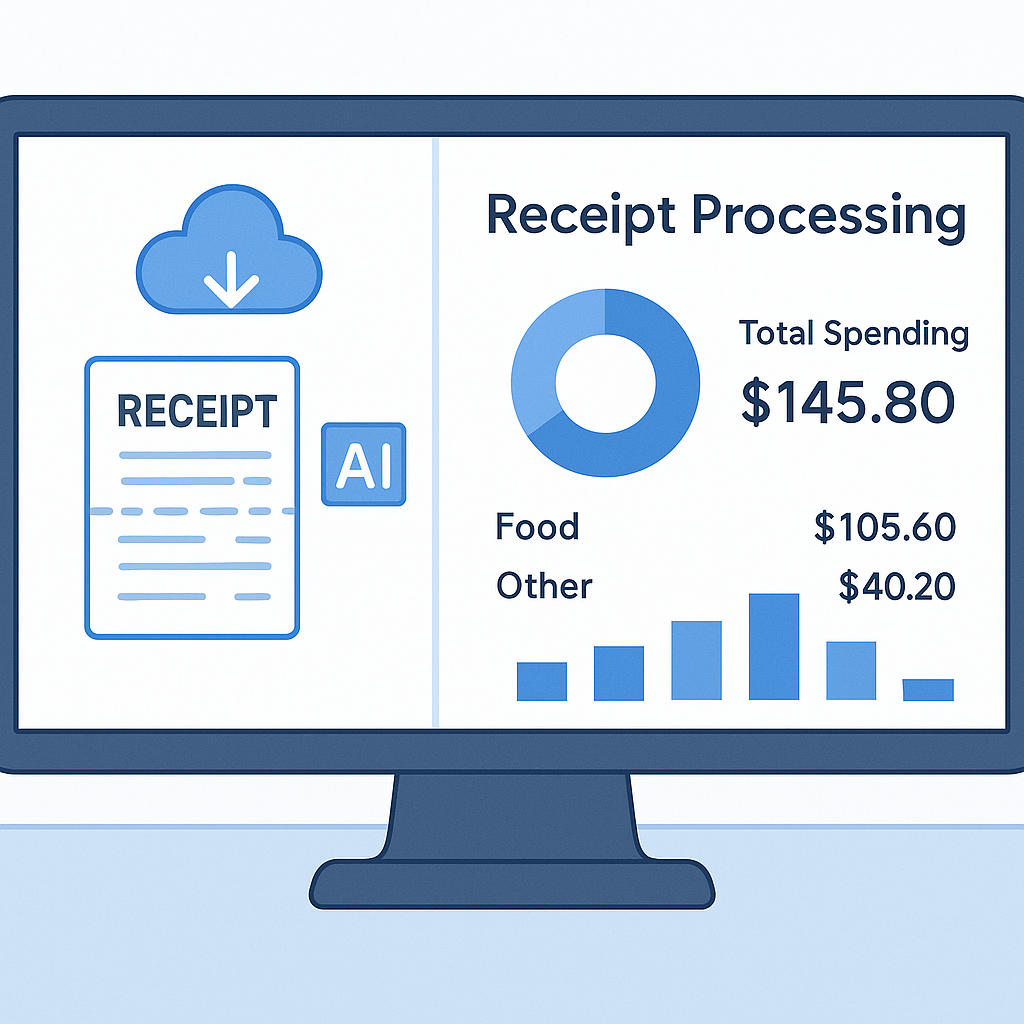 RECEIPT
AI
Receipt Processing
Total Spending
$145.80
Food $105.60
Other $40.20